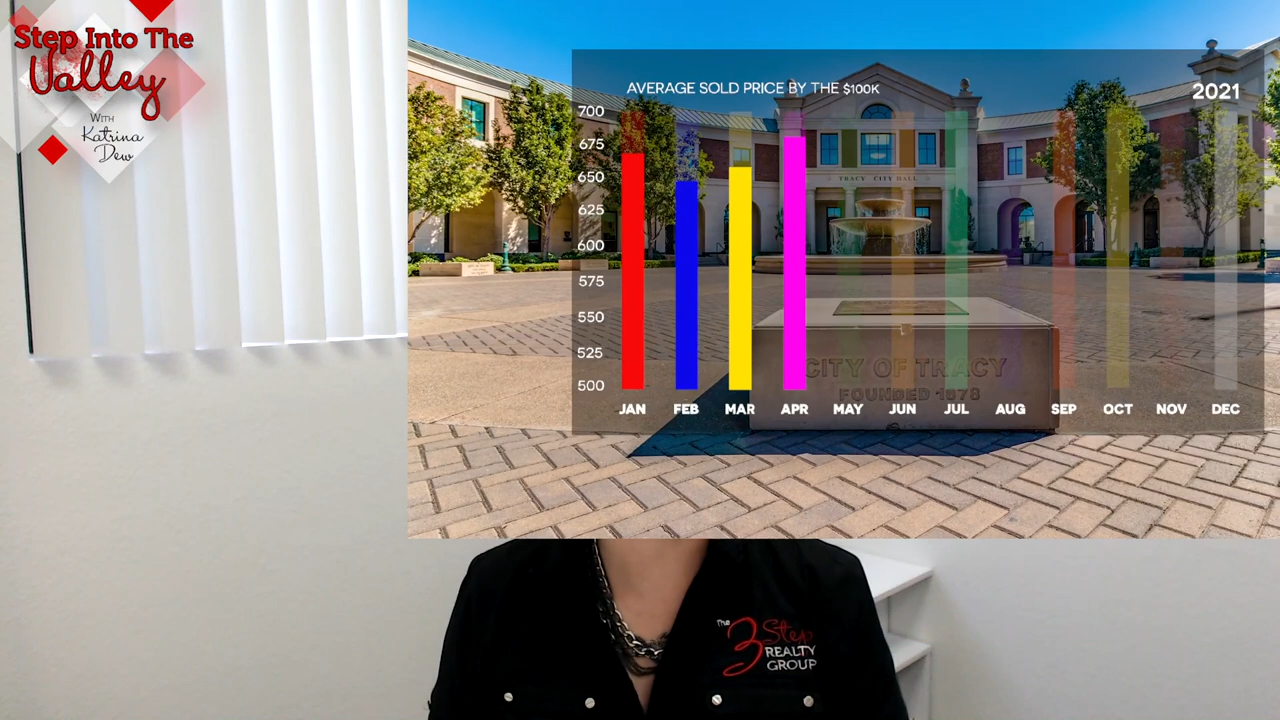 Step Into The
Valley
WITH
Katrina
Dew
AVERAGE SOLD PRICE BY THE $100K
2021
700
675
650
625
600
575
550
525
500
JAN FEB MAR APR MAY JUN JUL AUG SEP OCT NOV DEC
TRACY CITY HALL
CITY OF TRACY
FOUNDED 1878
The
3 Step
REALTY
GROUP